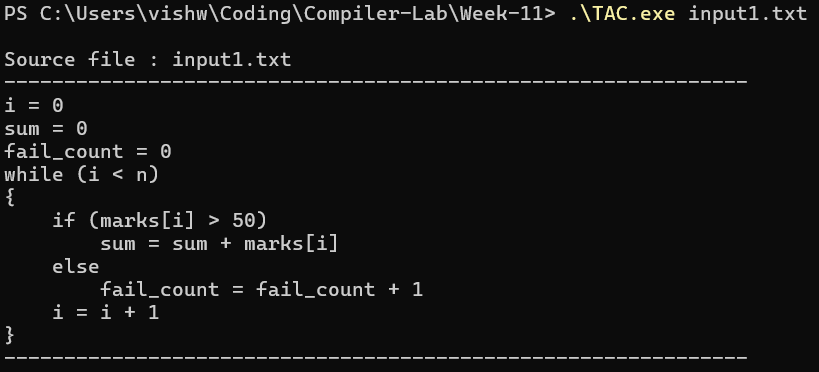 PS C:\Users\vishw\Coding\Compiler-Lab\Week-11> .\TAC.exe input1.txt
Source file : input1.txt
--------------------------------------------------------------
i = 0
sum = 0
fail_count = 0
while (i < n)
{
    if (marks[i] > 50)
        sum = sum + marks[i]
    else
        fail_count = fail_count + 1
    i = i + 1
}
--------------------------------------------------------------